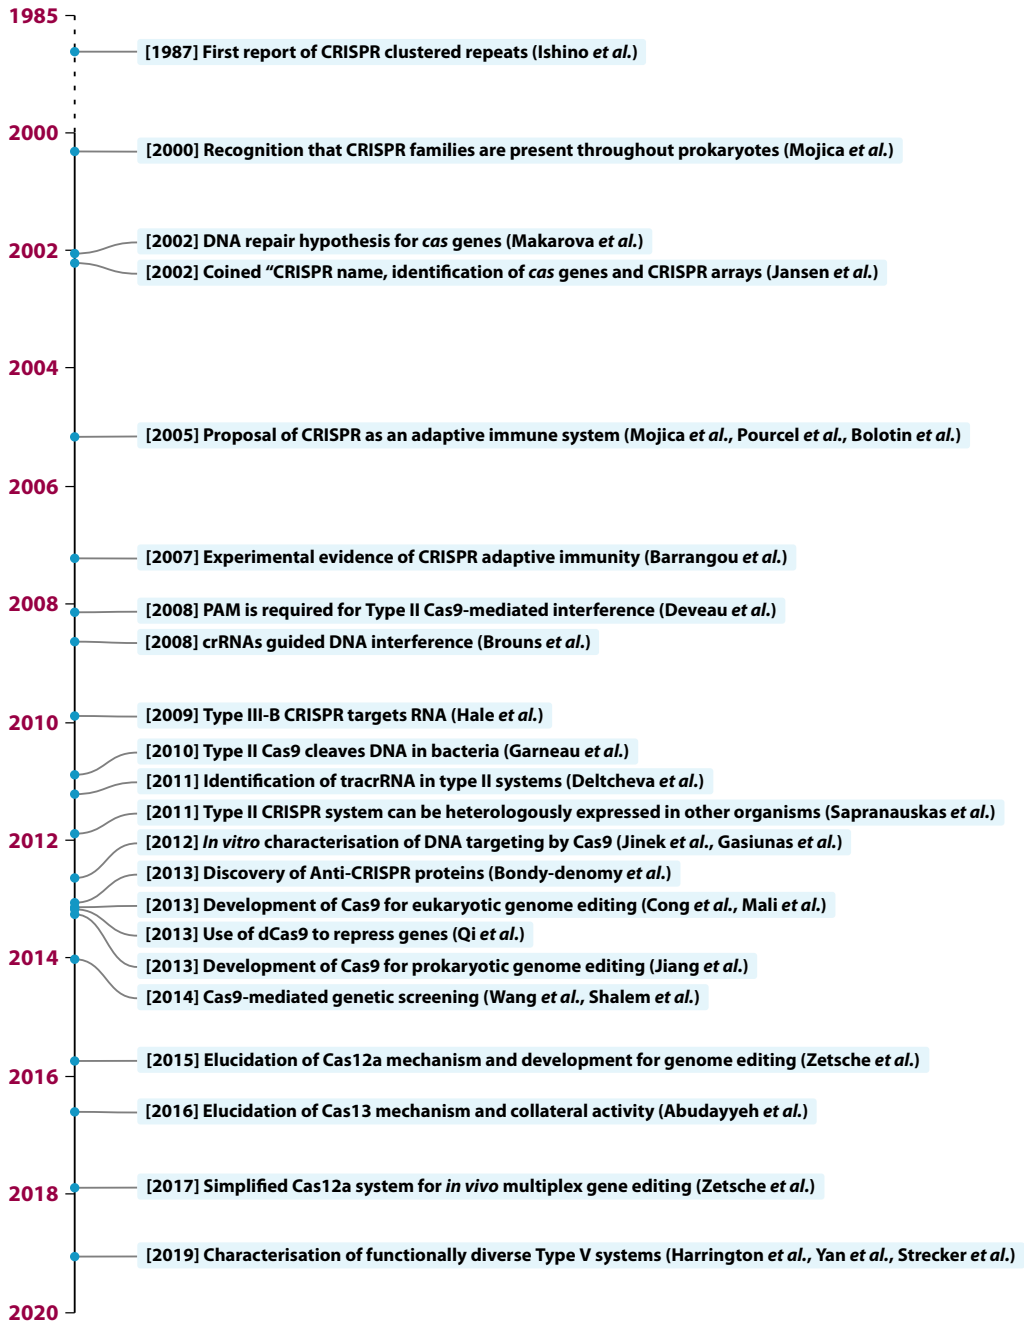 1985
[1987] First report of CRISPR clustered repeats (Ishino et al.)
2000
[2000] Recognition that CRISPR families are present throughout prokaryotes (Mojica et al.)
[2002] DNA repair hypothesis for cas genes (Makarova et al.)
2002
[2002] Coined “CRISPR name, identification of cas genes and CRISPR arrays (Jansen et al.)
2004
[2005] Proposal of CRISPR as an adaptive immune system (Mojica et al., Pourcel et al., Bolotin et al.)
2006
[2007] Experimental evidence of CRISPR adaptive immunity (Barrangou et al.)
2008
[2008] PAM is required for Type II Cas9-mediated interference (Deveau et al.)
[2008] crRNAs guided DNA interference (Brouns et al.)
[2009] Type III-B CRISPR targets RNA (Hale et al.)
2010
[2010] Type II Cas9 cleaves DNA in bacteria (Garneau et al.)
[2011] Identification of tracrRNA in type II systems (Deltcheva et al.)
[2011] Type II CRISPR system can be heterologously expressed in other organisms (Sapranauskas et al.)
2012
[2012] In vitro characterisation of DNA targeting by Cas9 (Jinek et al., Gasiunas et al.)
[2013] Discovery of Anti-CRISPR proteins (Bondy-denomy et al.)
[2013] Development of Cas9 for eukaryotic genome editing (Cong et al., Mali et al.)
[2013] Use of dCas9 to repress genes (Qi et al.)
2014
[2013] Development of Cas9 for prokaryotic genome editing (Jiang et al.)
[2014] Cas9-mediated genetic screening (Wang et al., Shalem et al.)
[2015] Elucidation of Cas12a mechanism and development for genome editing (Zetsche et al.)
2016
[2016] Elucidation of Cas13 mechanism and collateral activity (Abudayyeh et al.)
[2017] Simplified Cas12a system for in vivo multiplex gene editing (Zetsche et al.)
2018
[2019] Characterisation of functionally diverse Type V systems (Harrington et al., Yan et al., Strecker et al.)
2020